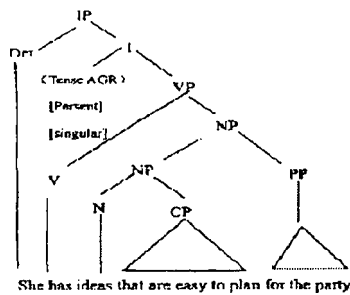 IP
Det I
(Tense AGR) VP
[Parsent]
[singular] NP
V NP PP
N CP
She has ideas that are easy to plan for the party